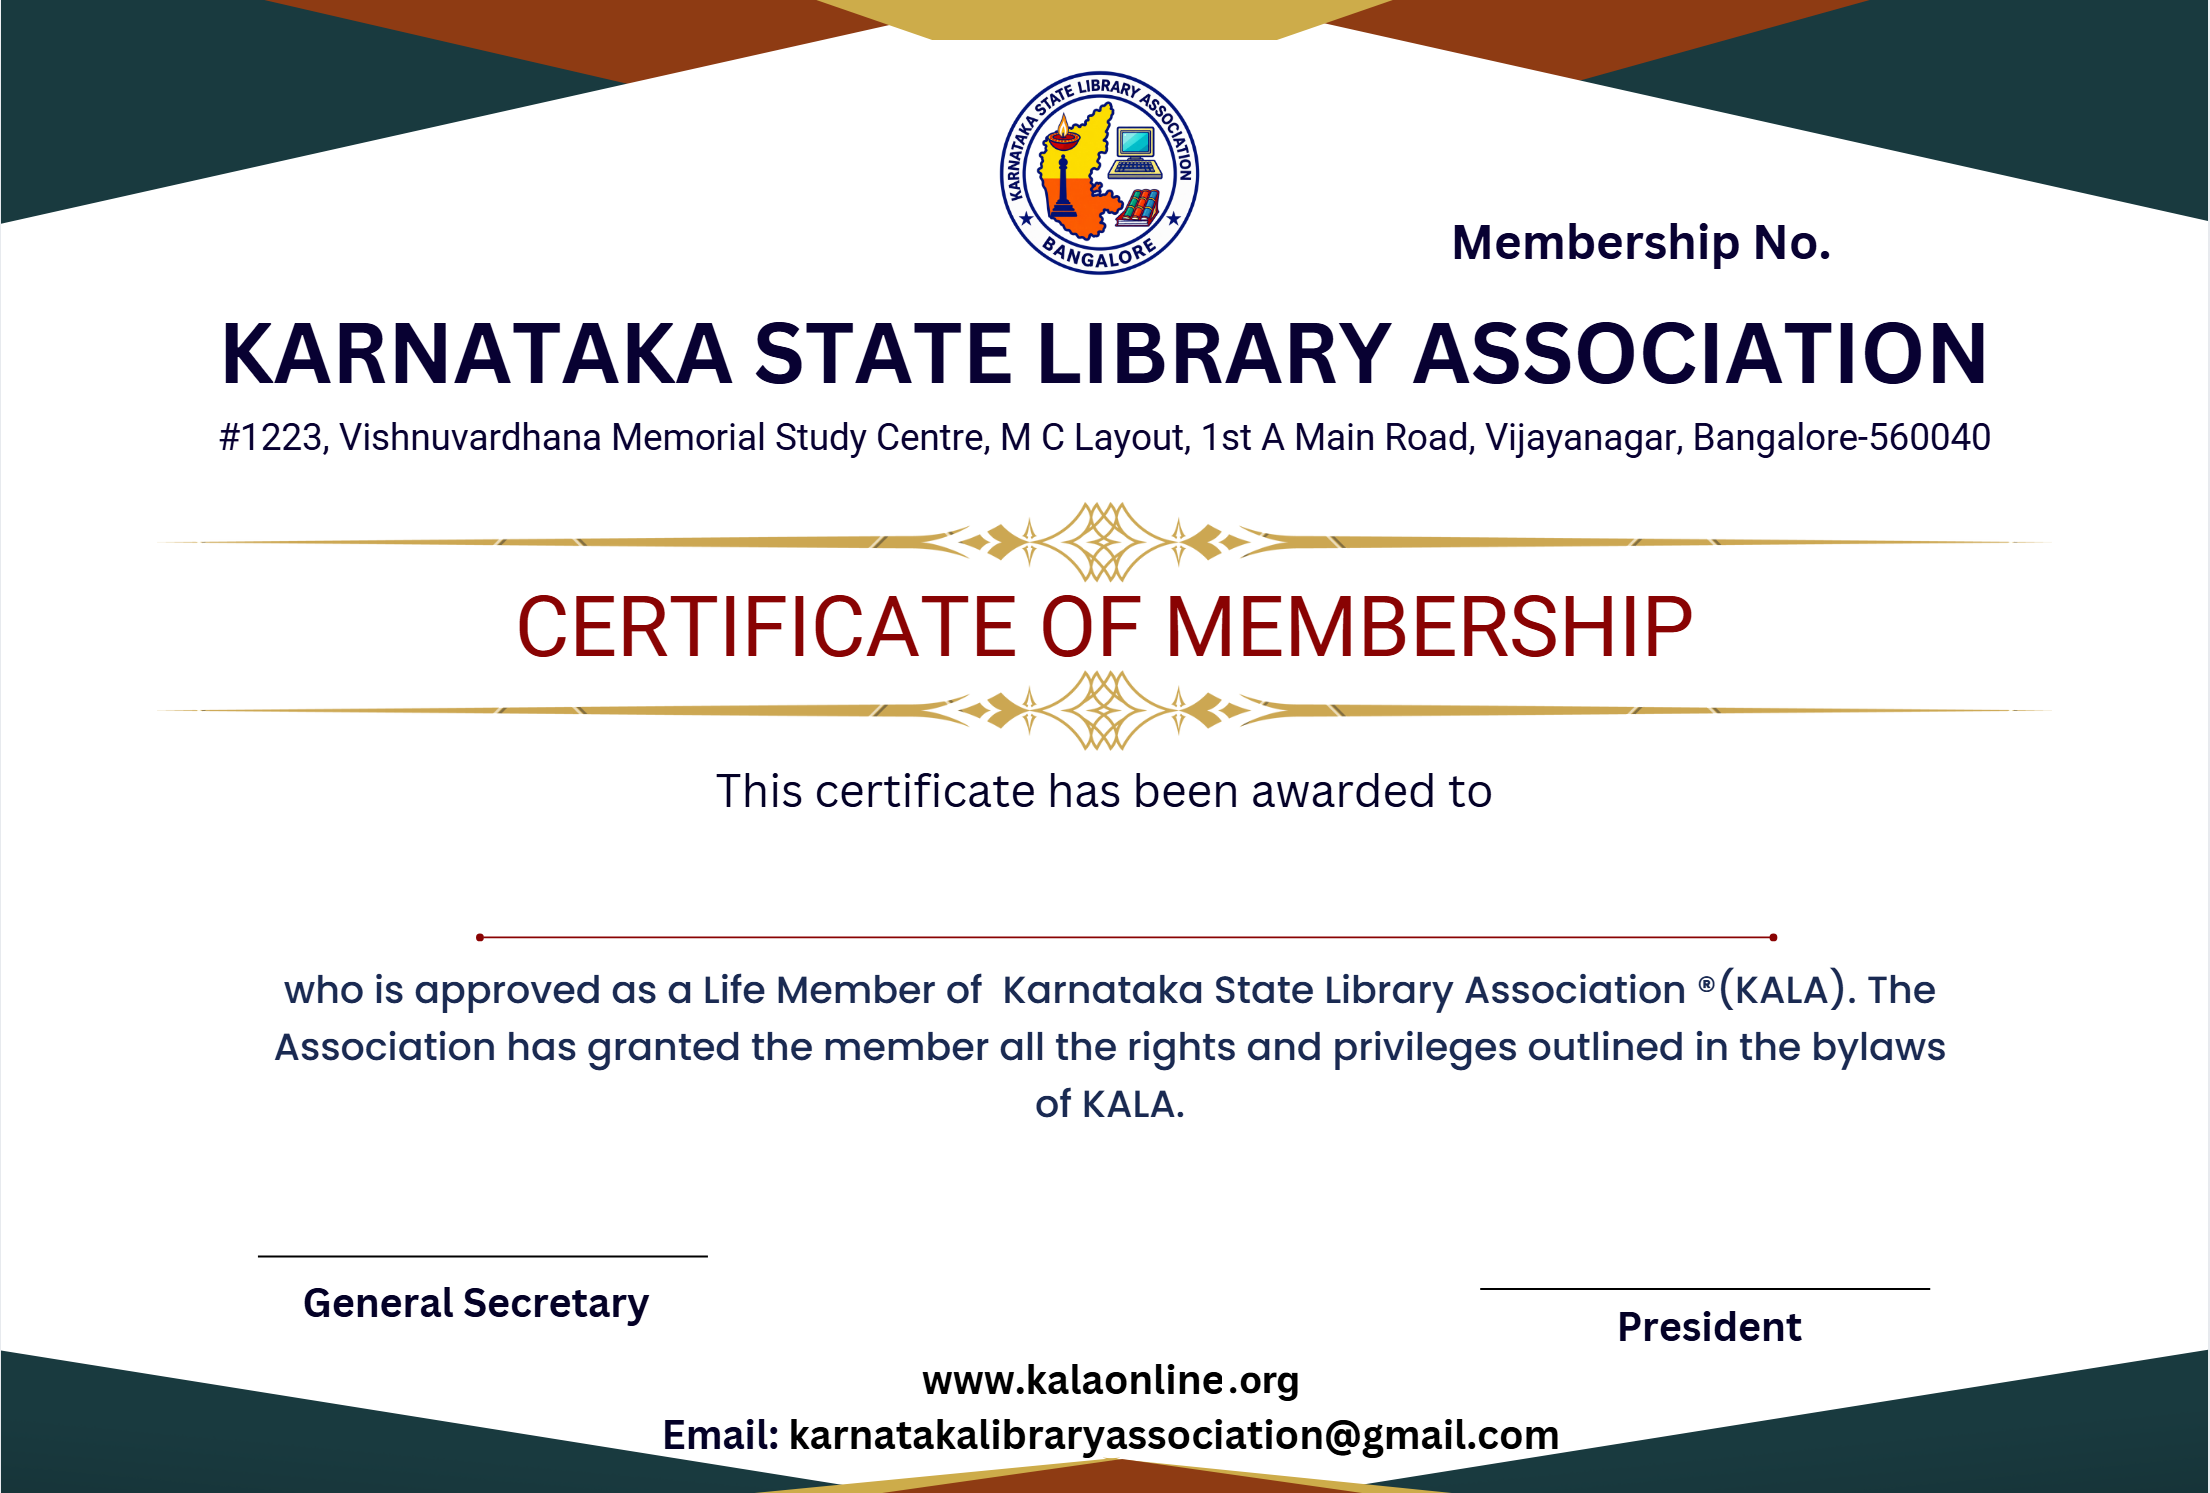 KARNATAKA STATE LIBRARY ASSOCIATION
★ BANGALORE ★
Membership No.
KARNATAKA STATE LIBRARY ASSOCIATION
#1223, Vishnuvardhana Memorial Study Centre, M C Layout, 1st A Main Road, Vijayanagar, Bangalore-560040
CERTIFICATE OF MEMBERSHIP
This certificate has been awarded to
who is approved as a Life Member of  Karnataka State Library Association ®(KALA). The
Association has granted the member all the rights and privileges outlined in the bylaws
of KALA.
General Secretary
President
www.kalaonline.org
Email: karnatakalibraryassociation@gmail.com